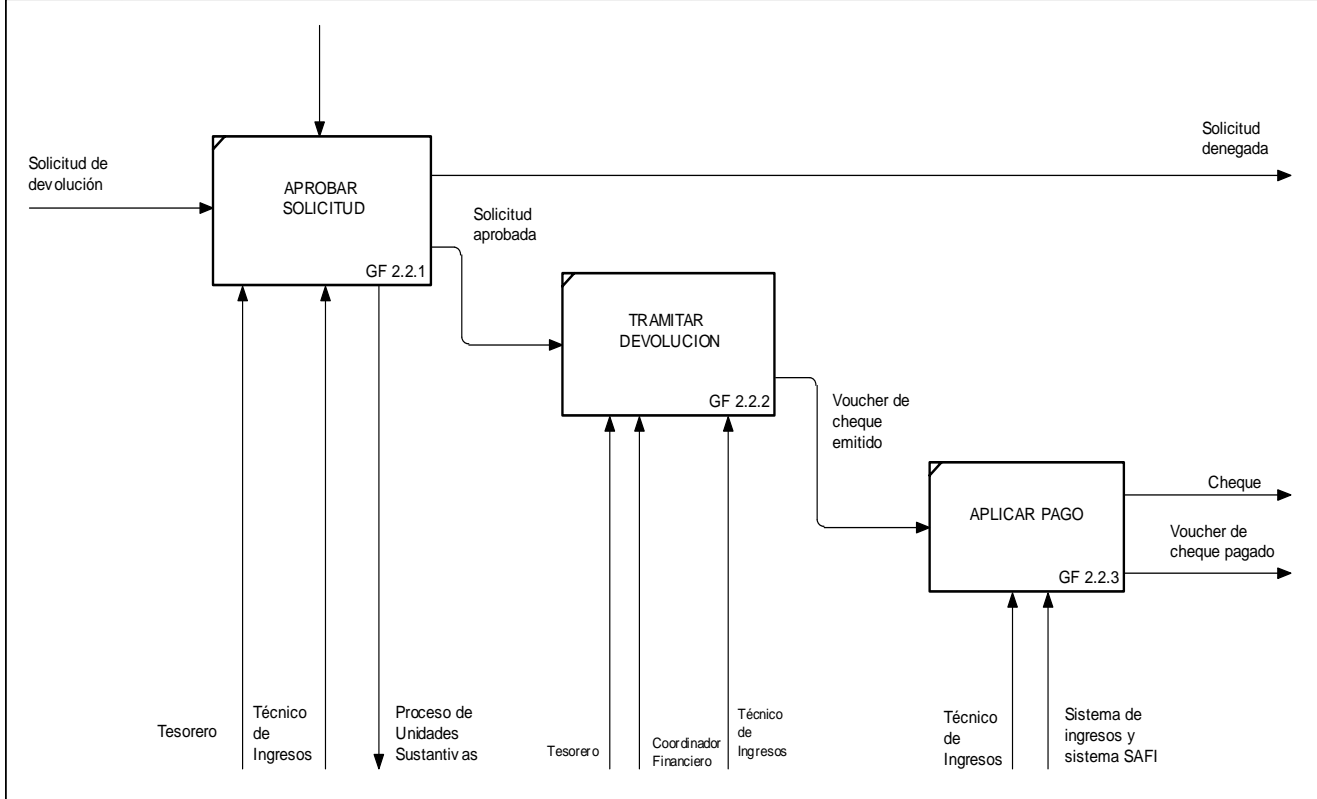 Solicitud de
devolución
APROBAR
SOLICITUD
GF 2.2.1
Solicitud
denegada
Solicitud
aprobada
TRAMITAR
DEVOLUCION
GF 2.2.2
Voucher de
cheque
emitido
APLICAR PAGO
GF 2.2.3
Cheque
Voucher de
cheque pagado
Tesorero
Técnico
de
Ingresos
Proceso de
Unidades
Sustantivas
Tesorero
Coordinador
Financiero
Técnico
de
Ingresos
Técnico
de
Ingresos
Sistema de
ingresos y
sistema SAFI